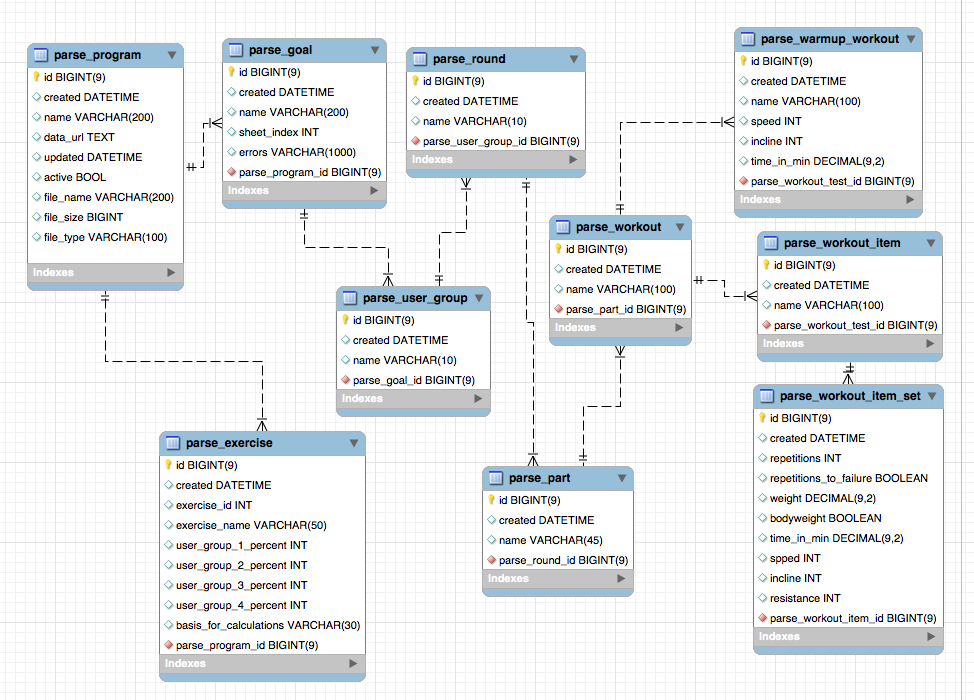 parse_program
id BIGINT(9)
created DATETIME
name VARCHAR(200)
data_url TEXT
updated DATETIME
active BOOL
file_name VARCHAR(200)
file_size BIGINT
file_type VARCHAR(100)
Indexes
parse_goal
id BIGINT(9)
created DATETIME
name VARCHAR(200)
sheet_index INT
errors VARCHAR(1000)
parse_program_id BIGINT(9)
Indexes
parse_round
id BIGINT(9)
created DATETIME
name VARCHAR(10)
parse_user_group_id BIGINT(9)
Indexes
parse_warmup_workout
id BIGINT(9)
created DATETIME
name VARCHAR(100)
speed INT
incline INT
time_in_min DECIMAL(9,2)
parse_workout_test_id BIGINT(9)
Indexes
parse_workout
id BIGINT(9)
created DATETIME
name VARCHAR(100)
parse_part_id BIGINT(9)
Indexes
parse_workout_item
id BIGINT(9)
created DATETIME
name VARCHAR(100)
parse_workout_test_id BIGINT(9)
Indexes
parse_user_group
id BIGINT(9)
created DATETIME
name VARCHAR(10)
parse_goal_id BIGINT(9)
Indexes
parse_workout_item_set
id BIGINT(9)
created DATETIME
repetitions INT
repetitions_to_failure BOOLEAN
weight DECIMAL(9,2)
bodyweight BOOLEAN
time_in_min DECIMAL(9,2)
spped INT
incline INT
resistance INT
parse_workout_item_id BIGINT(9)
Indexes
parse_exercise
id BIGINT(9)
created DATETIME
exercise_id INT
exercise_name VARCHAR(50)
user_group_1_percent INT
user_group_2_percent INT
user_group_3_percent INT
user_group_4_percent INT
basis_for_calculations VARCHAR(30)
parse_program_id BIGINT(9)
Indexes
parse_part
id BIGINT(9)
created DATETIME
name VARCHAR(45)
parse_round_id BIGINT(9)
Indexes